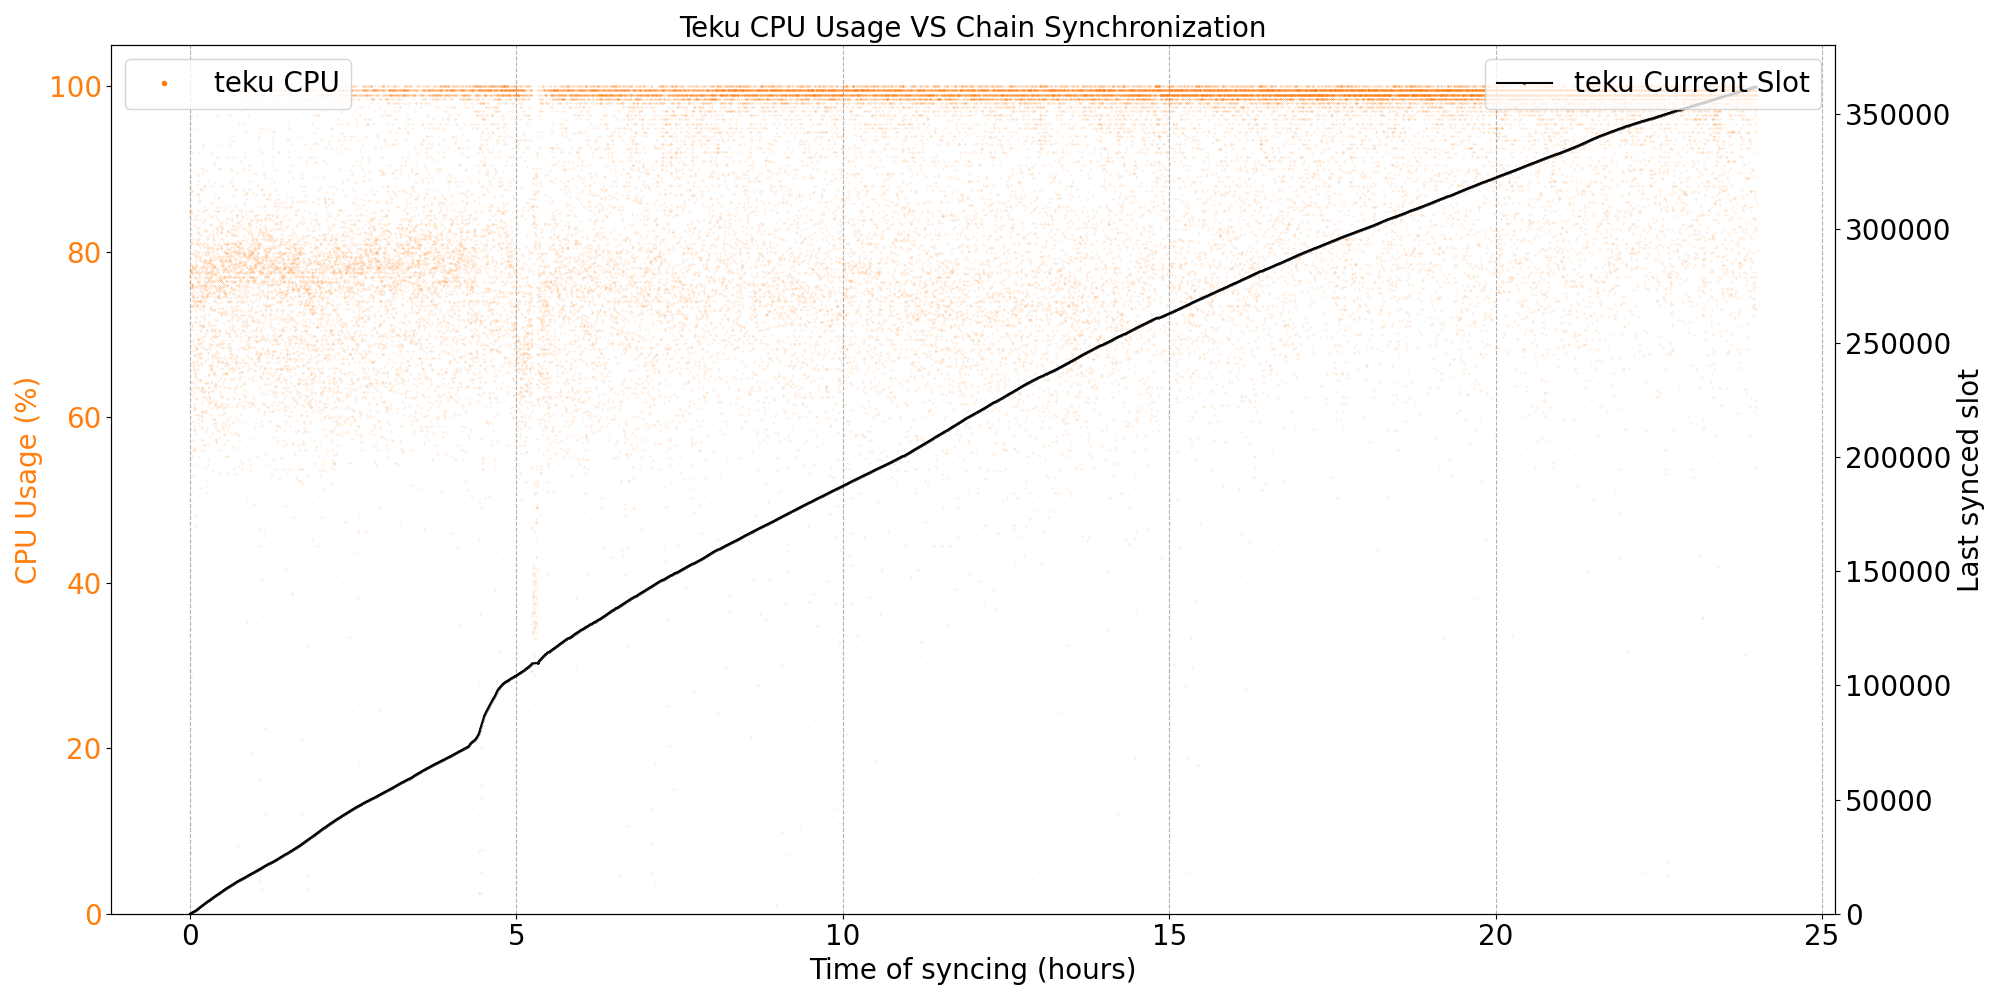 Teku CPU Usage VS Chain Synchronization
teku CPU
teku Current Slot
CPU Usage (%)
100
80
60
40
20
0
Last synced slot
350000
300000
250000
200000
150000
100000
50000
0
0 5 10 15 20 25
Time of syncing (hours)